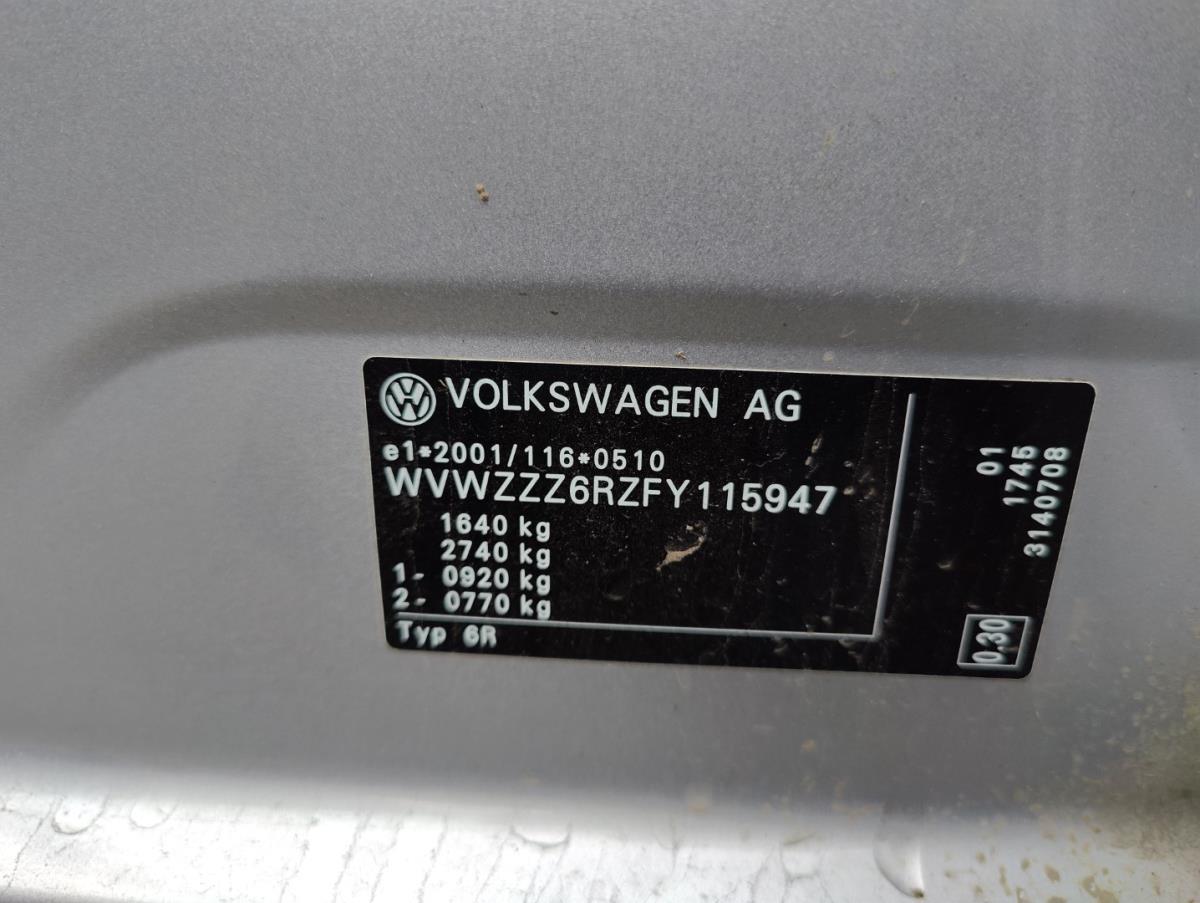 VOLKSWAGEN AG
e1*2001/116*0510
WVWZZZ6RZFY115947
1640 kg
2740 kg
1- 0920 kg
2- 0770 kg
Typ 6R
01
1745
3140708
0.30